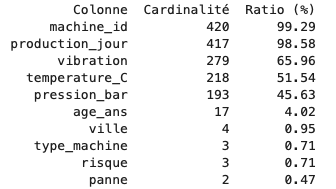 Colonne Cardinalité Ratio (%)
machine_id 420 99.29
production_jour 417 98.58
vibration 279 65.96
temperature_C 218 51.54
pression_bar 193 45.63
age_ans 17 4.02
ville 4 0.95
type_machine 3 0.71
risque 3 0.71
panne 2 0.47